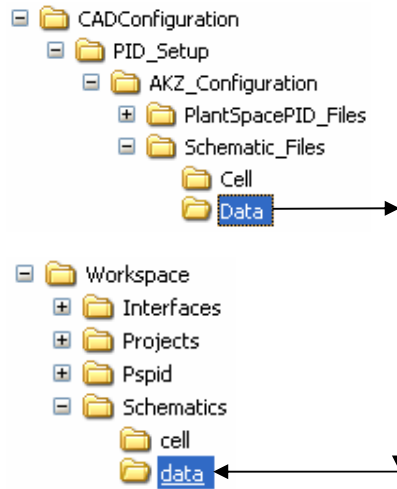 CADConfiguration
PID_Setup
AKZ_Configuration
PlantSpacePID_Files
Schematic_Files
Cell
Data
Workspace
Interfaces
Projects
Pspid
Schematics
cell
data